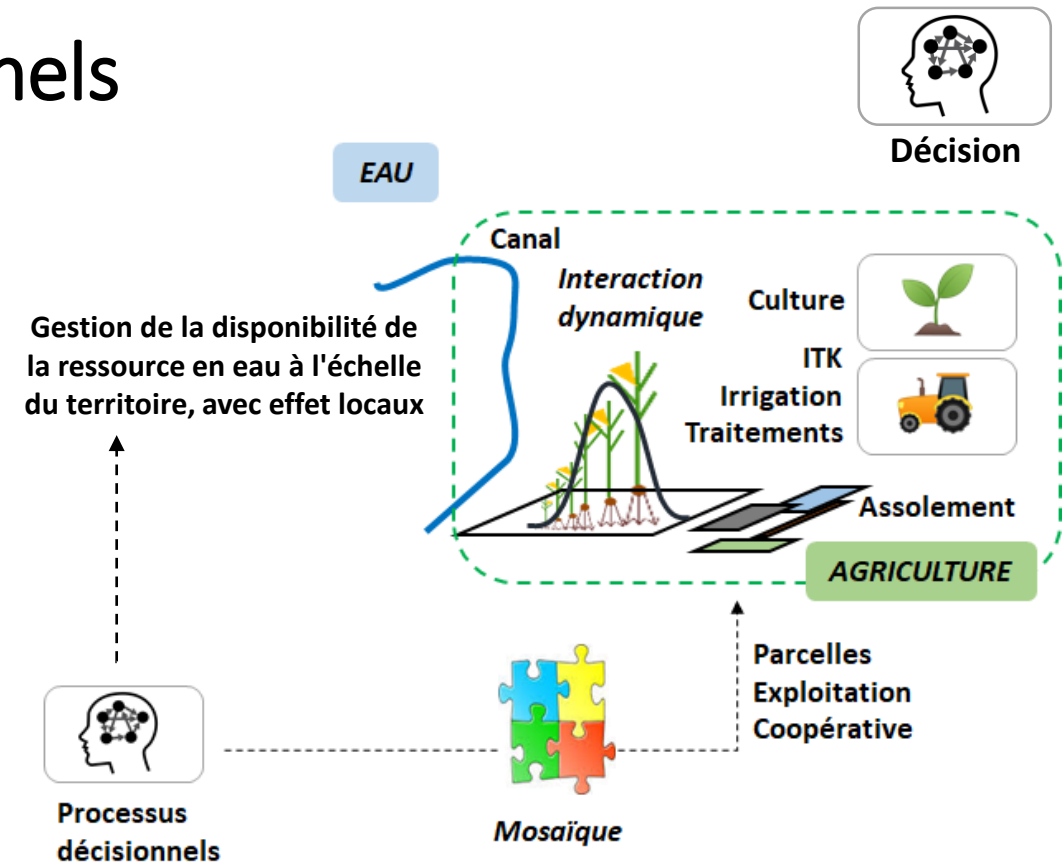 nels
Décision
EAU
Canal
Interaction
dynamique
Culture
ITK
Irrigation
Traitements
Gestion de la disponibilité de
la ressource en eau à l'échelle
du territoire, avec effet locaux
Assolement
AGRICULTURE
Parcelles
Exploitation
Coopérative
Processus
décisionnels
Mosaïque